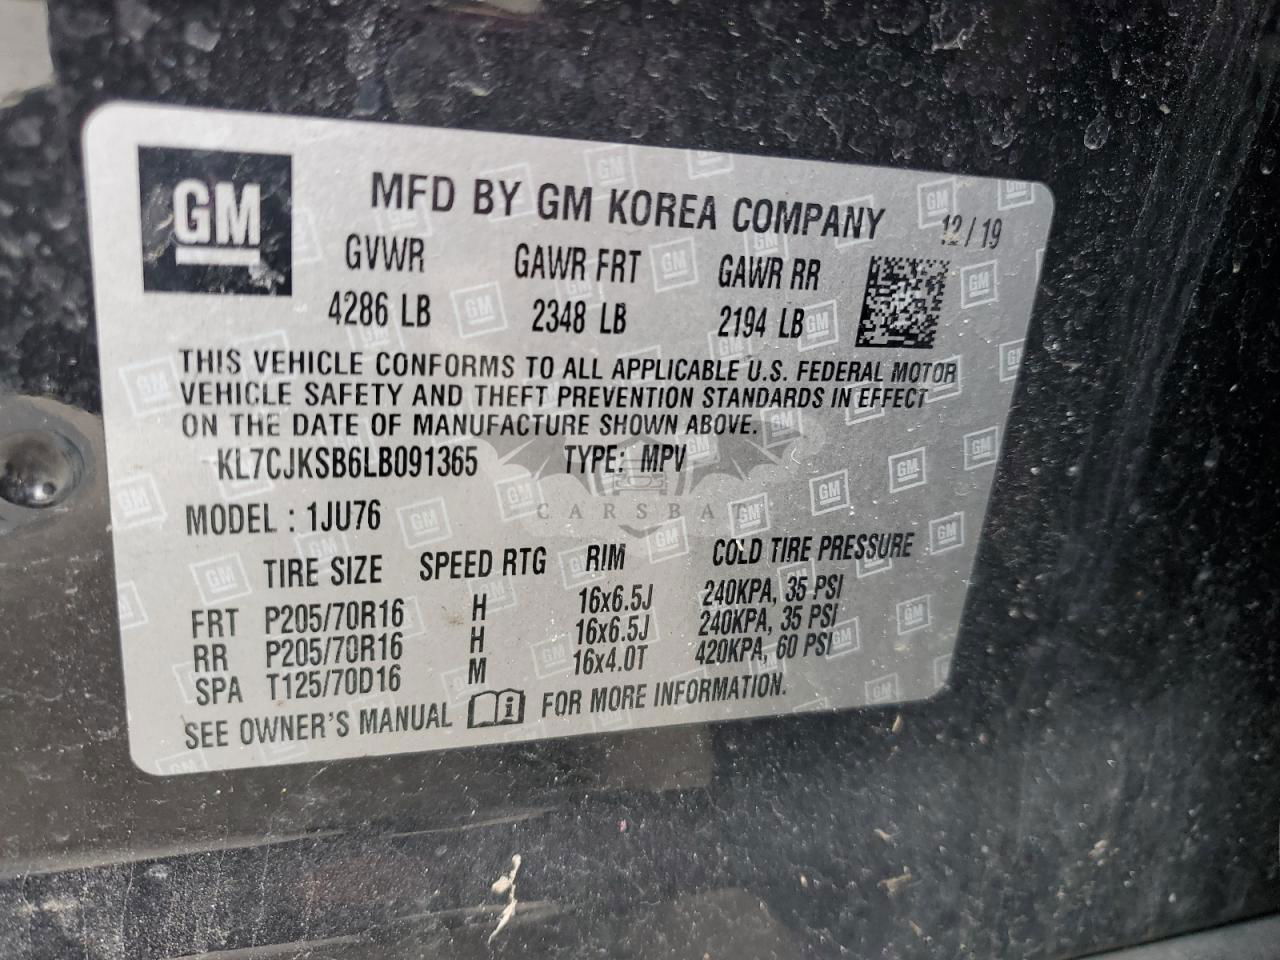 GM
MFD BY GM KOREA COMPANY
12/19
GVWR GAWR FRT GAWR RR
4286 LB 2348 LB 2194 LB
THIS VEHICLE CONFORMS TO ALL APPLICABLE U.S. FEDERAL MOTOR
VEHICLE SAFETY AND THEFT PREVENTION STANDARDS IN EFFECT
ON THE DATE OF MANUFACTURE SHOWN ABOVE.
KL7CJKSB6LB091365 TYPE: MPV
CARSBAT
MODEL : 1JU76
TIRE SIZE SPEED RTG RIM COLD TIRE PRESSURE
FRT P205/70R16 H 16x6.5J 240KPA, 35 PSI
RR P205/70R16 H 16x6.5J 240KPA, 35 PSI
SPA T125/70D16 M 16x4.0T 420KPA, 60 PSI
SEE OWNER'S MANUAL FOR MORE INFORMATION.